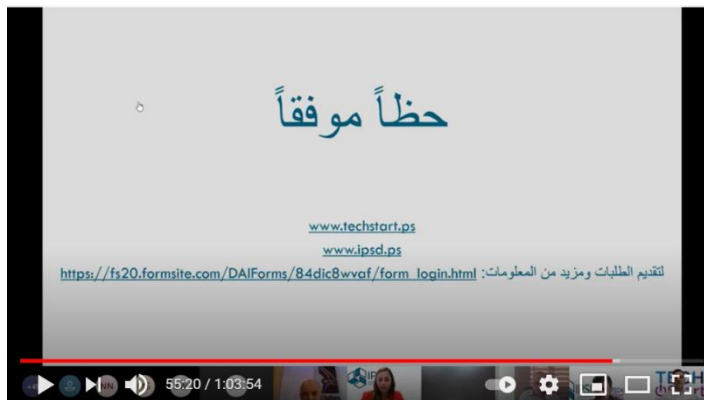 حظاً موفقاً
www.techstart.ps
www.ipsd.ps
لتقديم الطلبات ومزيد من المعلومات: https://fs20.formsite.com/DAIForms/84dic8wvaf/form_login.html
55:20 / 1:03:54